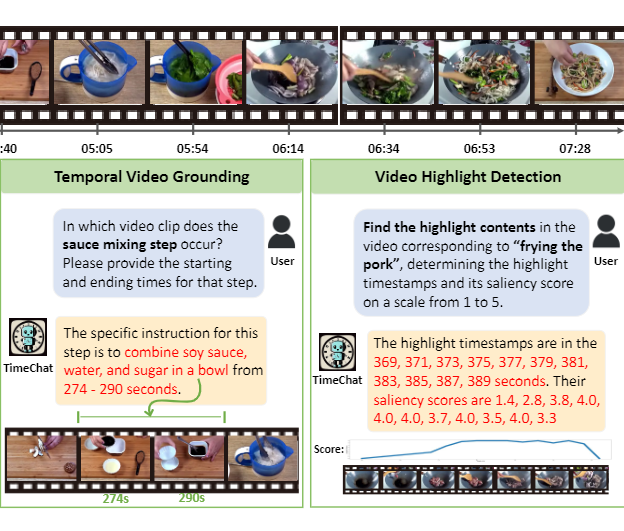 :40 05:05 05:54 06:14 06:34 06:53 07:28
Temporal Video Grounding
In which video clip does the
sauce mixing step occur?
Please provide the starting
and ending times for that step.
User
TimeChat
The specific instruction for this
step is to combine soy sauce,
water, and sugar in a bowl from
274 - 290 seconds.
274s 290s
Video Highlight Detection
Find the highlight contents in the
video corresponding to “frying the
pork”, determining the highlight
timestamps and its saliency score
on a scale from 1 to 5.
User
TimeChat
The highlight timestamps are in the
369, 371, 373, 375, 377, 379, 381,
383, 385, 387, 389 seconds. Their
saliency scores are 1.4, 2.8, 3.8, 4.0,
4.0, 4.0, 3.7, 4.0, 3.5, 4.0, 3.3
Score: